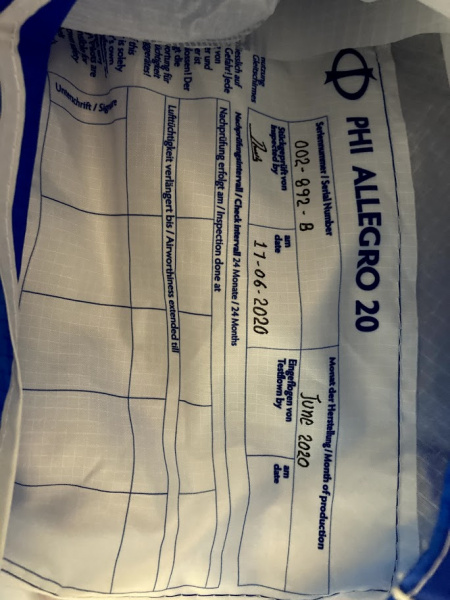 PHI ALLEGRO 20
Seriennummer / Serial Number
Monat der Herstellung / Month of production
002-892-B
June 2020
Stückgeprüft von
inspected by
am
date
Eingeflogen von
Testflown by
am
date
17-06-2020
Nachprüfungsintervall / Check Intervall 24 Monate / 24 Months
Nachprüfung erfolgt am / Inspection done at
Lufttüchtigkeit verlängert bis / Airworthiness extended till
Unterschrift /